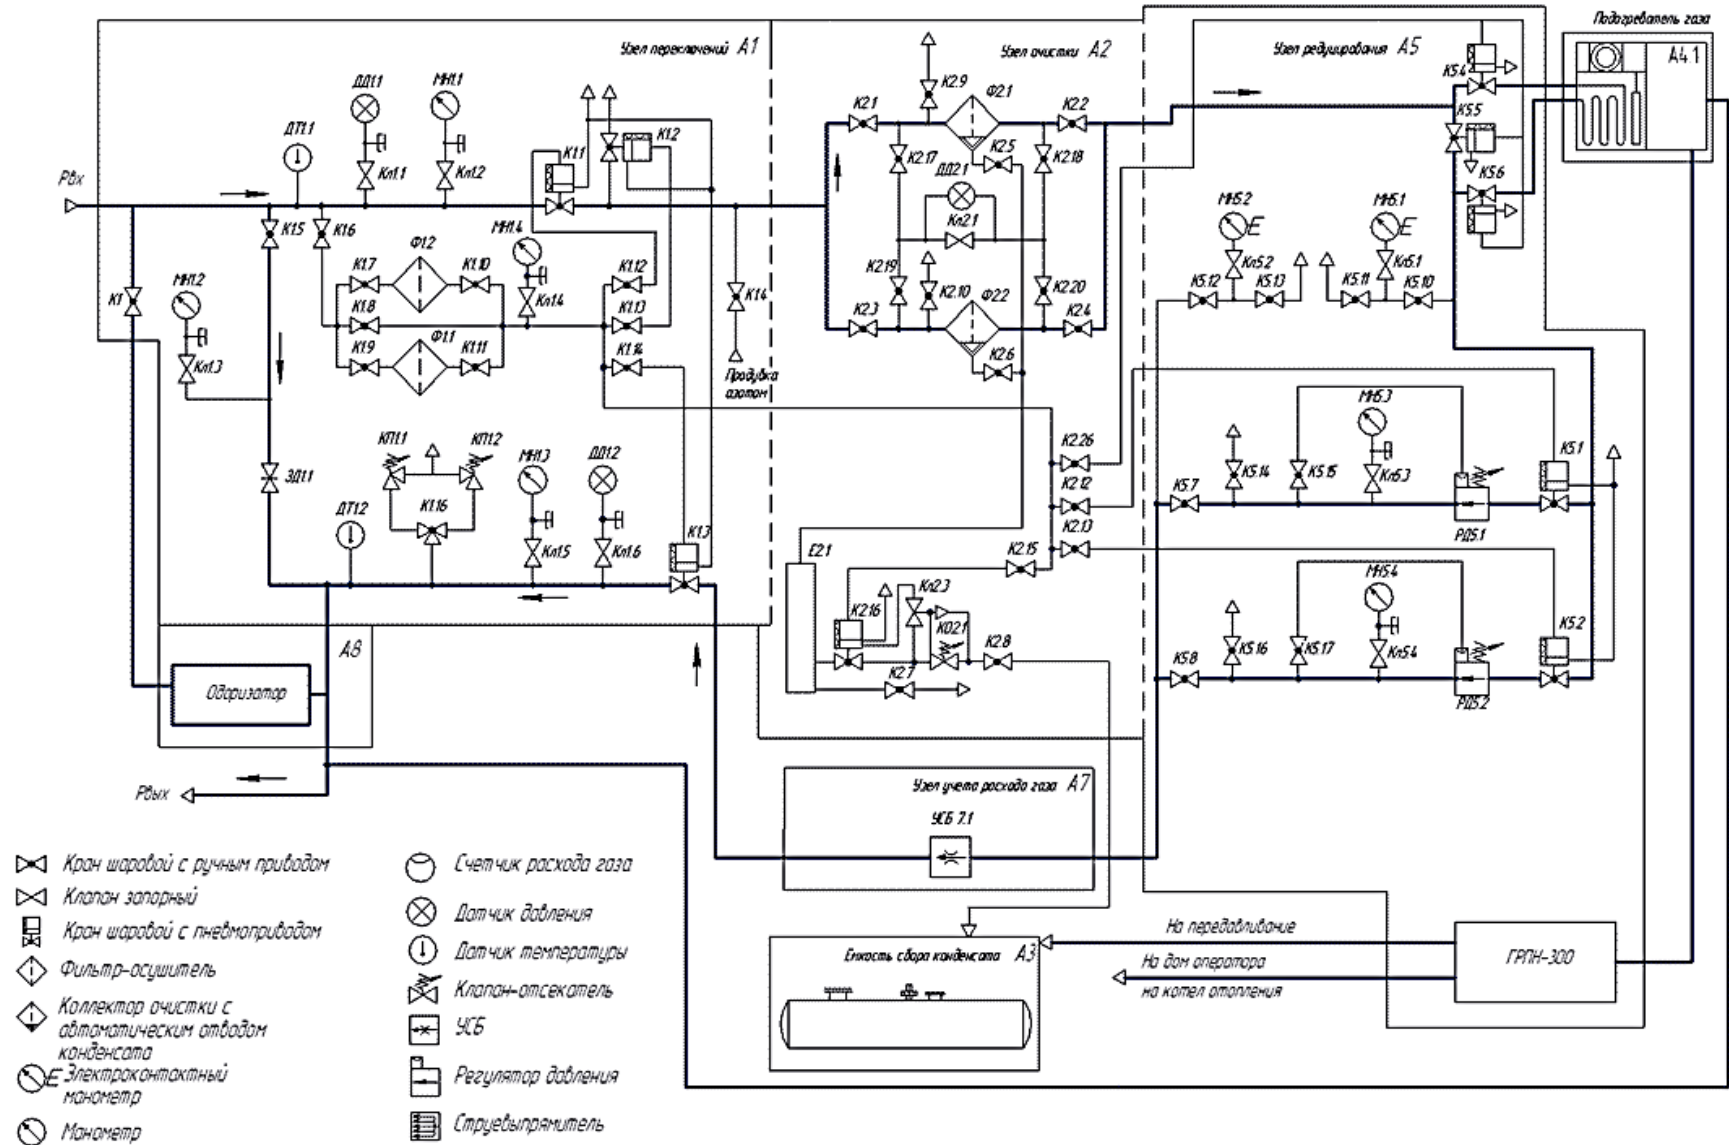 Узел переключений А1
Узел очистки А2
Узел редуцирования А5
Подогреватель газа
А4.1
ДД1.1
МН1.1
ДТ1.1
Кл1.1
Кл1.2
К1.1
К1.2
Рвх
К1.5
К1.6
К1
МН1.2
Кл1.3
Ф1.2
К1.7
К1.10
К1.8
Ф1.1
К1.9
К1.11
МН1.4
Кл1.4
К1.12
К1.13
К1.14
К1.4
Продувка
азотом
К2.9
К2.1
Ф2.1
К2.2
К2.17
К2.5
К2.18
ДД2.1
Кл2.1
К2.19
К2.10
Ф2.2
К2.20
К2.3
К2.4
К2.6
К5.4
К5.5
К5.6
МН5.2
Е
МН5.1
Е
Кл5.2
К5.12
К5.13
Кл5.1
К5.11
К5.10
КП1.1
КП1.2
К1.16
ЗД1.1
ДТ1.2
МН1.3
ДД1.2
Кл1.5
Кл1.6
К1.3
К2.26
К2.12
К2.13
К2.15
Е2.1
К2.16
Кл2.3
КО2.1
К2.8
К2.7
МН5.3
К5.7
К5.14
К5.15
Кл5.3
РД5.1
К5.1
МН5.4
К5.8
К5.16
К5.17
Кл5.4
РД5.2
К5.2
А8
Одоризатор
Рвых
Узел учета расхода газа А7
УСБ 7.1
Емкость сбора конденсата А3
На передавливание
На дом оператора
на котел отопления
ГРПН-300
Кран шаровой с ручным приводом
Клапан запорный
Кран шаровой с пневмоприводом
Фильтр-осушитель
Коллектор очистки с
автоматическим отводом
конденсата
Е Электроконтактный
манометр
Манометр
Счетчик расхода газа
Датчик давления
Датчик температуры
Клапан-отсекатель
УСБ
Регулятор давления
Струевыпрямитель